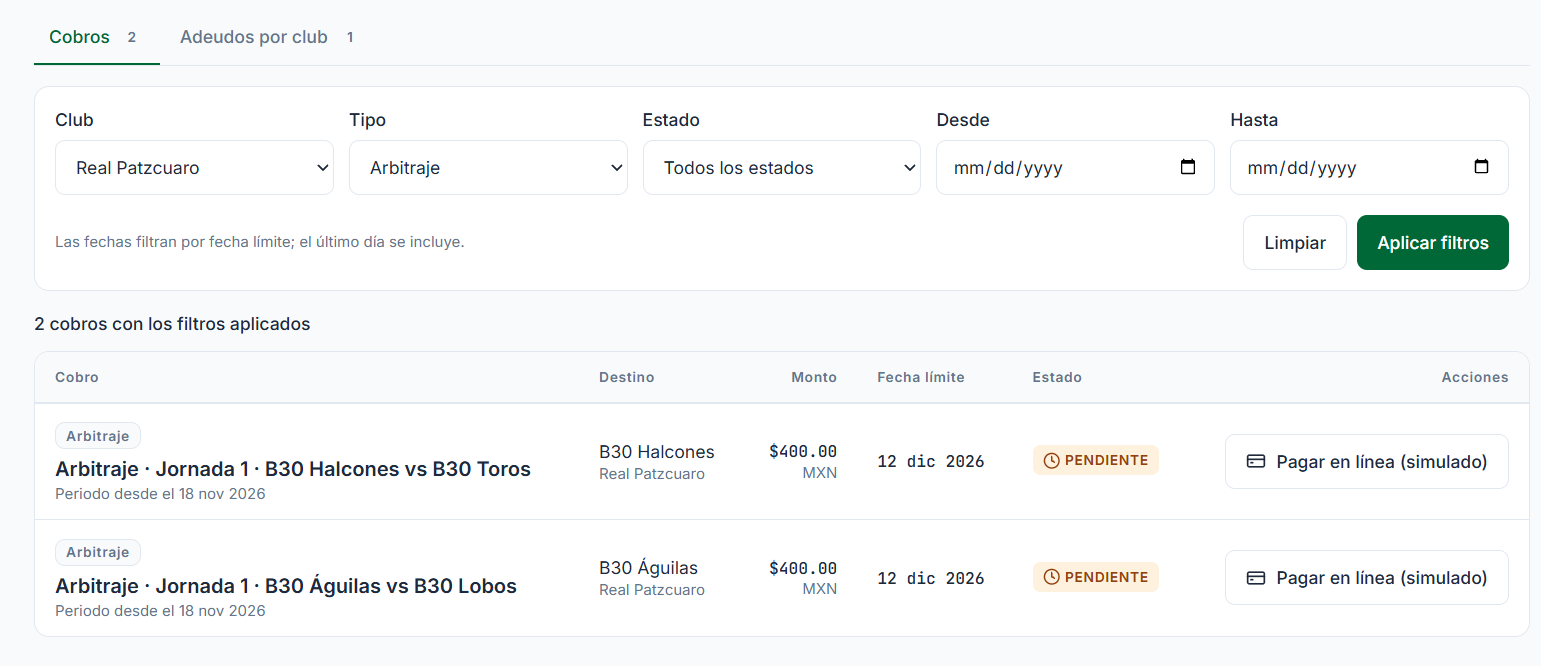 Cobros 2 Adeudos por club 1
Club Tipo Estado Desde Hasta
Real Patzcuaro Arbitraje Todos los estados mm/dd/yyyy mm/dd/yyyy
Las fechas filtran por fecha límite; el último día se incluye. Limpiar Aplicar filtros
2 cobros con los filtros aplicados
Cobro Destino Monto Fecha límite Estado Acciones
Arbitraje
Arbitraje · Jornada 1 · B30 Halcones vs B30 Toros
Periodo desde el 18 nov 2026
B30 Halcones
Real Patzcuaro
$400.00
MXN
12 dic 2026
PENDIENTE
Pagar en línea (simulado)
Arbitraje
Arbitraje · Jornada 1 · B30 Águilas vs B30 Lobos
Periodo desde el 18 nov 2026
B30 Águilas
Real Patzcuaro
$400.00
MXN
12 dic 2026
PENDIENTE
Pagar en línea (simulado)